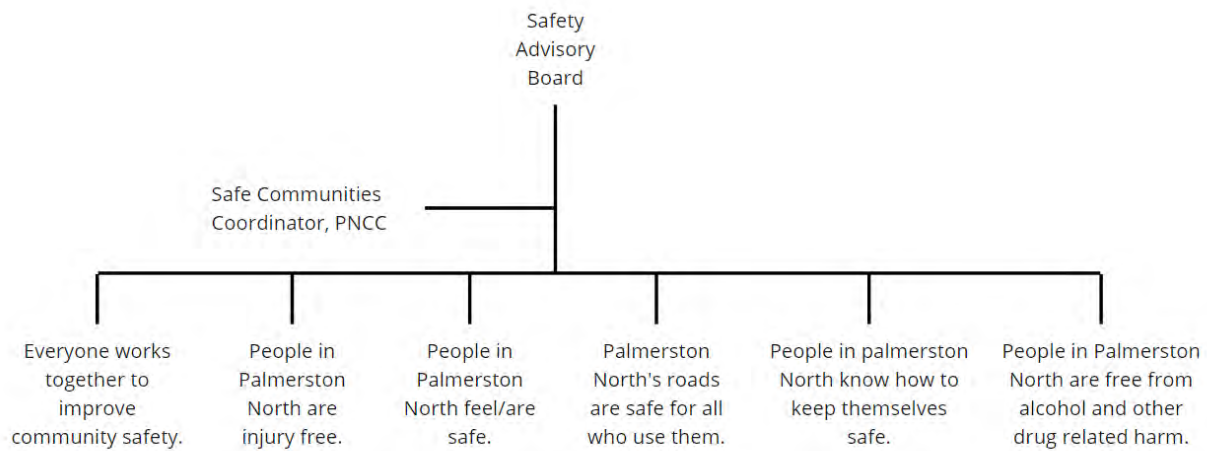 Safety
Advisory
Board
Safe Communities
Coordinator, PNCC
Everyone works
together to
improve
community safety.
People in
Palmerston
North are
injury free.
People in
Palmerston
North feel/are
safe.
Palmerston
North's roads
are safe for all
who use them.
People in palmerston
North know how to
keep themselves
safe.
People in Palmerston
North are free from
alcohol and other
drug related harm.